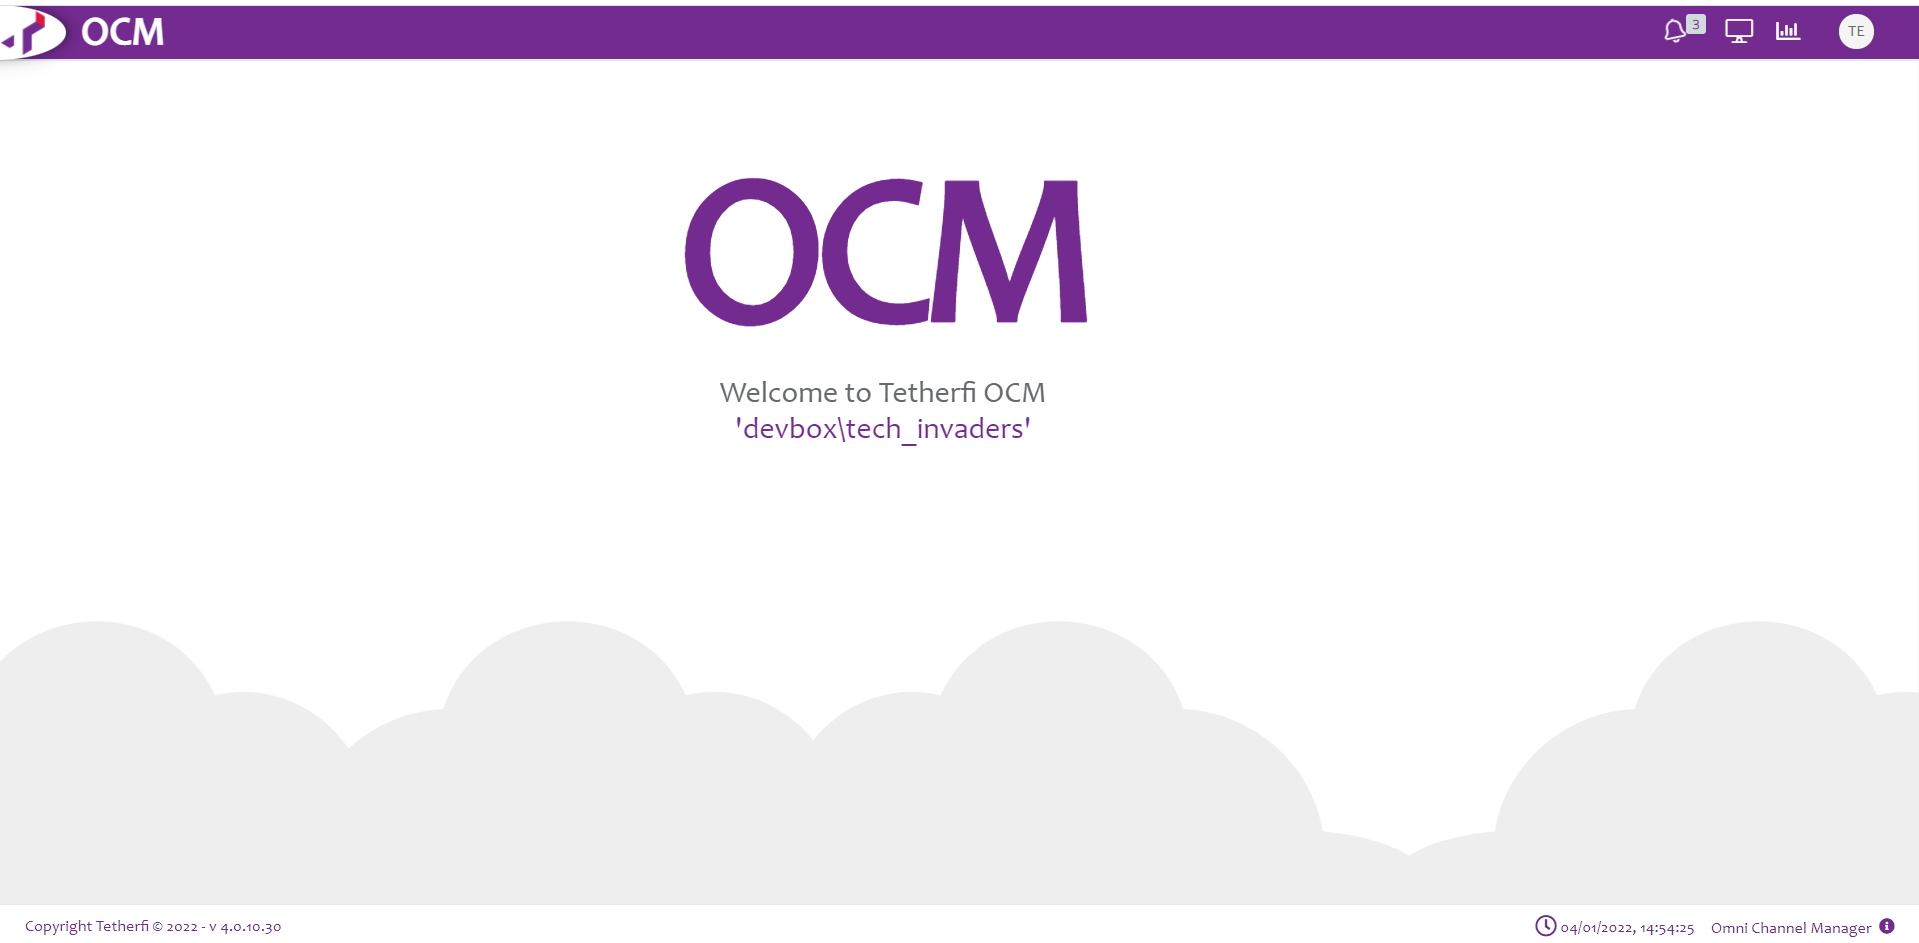 OCM
3
TE
OCM
Welcome to Tetherfi OCM
'devbox\tech_invaders'
Copyright Tetherfi © 2022 - v 4.0.10.30
04/01/2022, 14:54:25 Omni Channel Manager